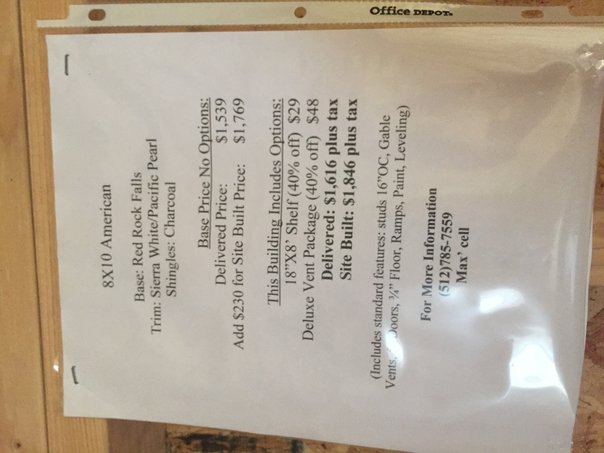 Office DEPOT.
8X10 American
Base: Red Rock Falls
Trim: Sierra White/Pacific Pearl
Shingles: Charcoal
Base Price No Options:
Delivered Price: $1,539
Add $230 for Site Built Price: $1,769
This Building Includes Options:
18"X8' Shelf (40% off) $29
Deluxe Vent Package (40% off) $48
Delivered: $1,616 plus tax
Site Built: $1,846 plus tax
(Includes standard features: studs 16"OC, Gable
Vents, Doors, ¾" Floor, Ramps, Paint, Leveling)
For More Information
(512)785-7559
Max' cell